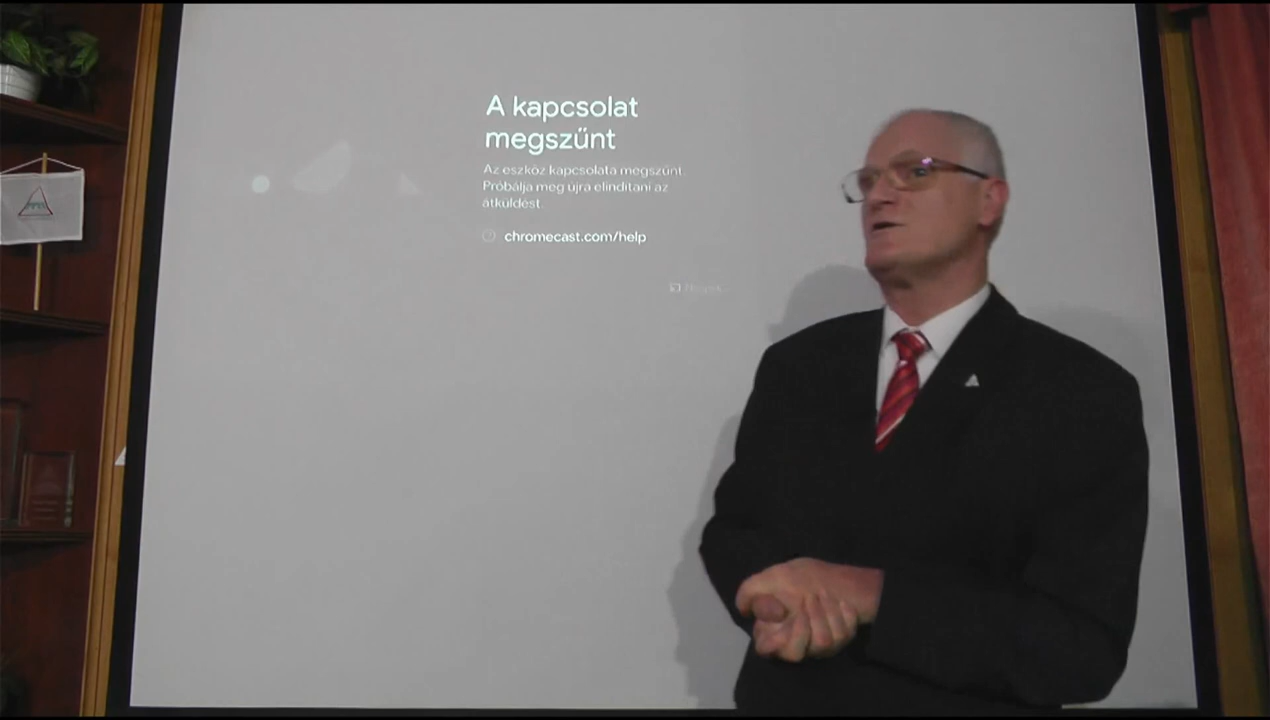 A kapcsolat
megszűnt
Az eszköz kapcsolata megszűnt.
Próbálja meg újra elindítani az
átküldést.
chromecast.com/help